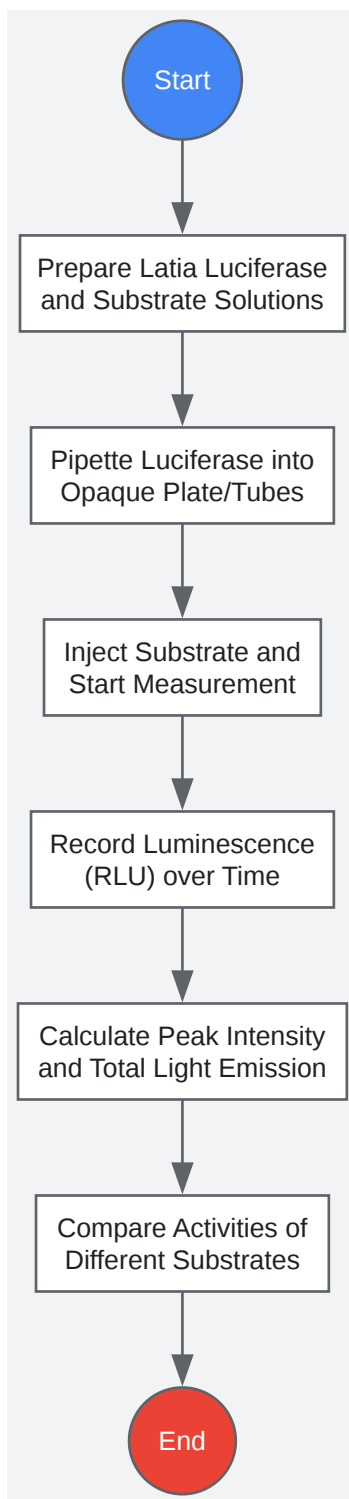 Start
Prepare Latia Luciferase
and Substrate Solutions
Pipette Luciferase into
Opaque Plate/Tubes
Inject Substrate and
Start Measurement
Record Luminescence
(RLU) over Time
Calculate Peak Intensity
and Total Light Emission
Compare Activities of
Different Substrates
End